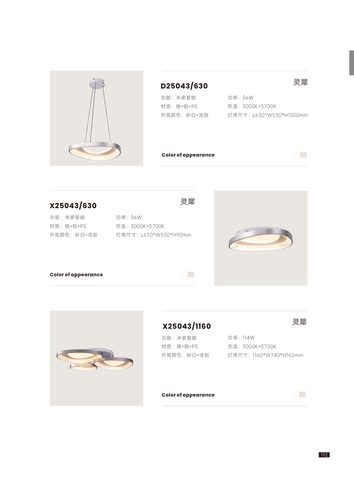 D25043/630
灵犀
功能：米家智能
功率：56W
材质：铁+铝+PS
色温：3000K+5700K
外观颜色：砂白+浅咖
灯体尺寸：L630*W530*H1500mm
Color of appearance
X25043/630
灵犀
功能：米家智能
功率：56W
材质：铁+铝+PS
色温：3000K+5700K
外观颜色：砂白+浅咖
灯体尺寸：L630*W530*H90mm
Color of appearance
X25043/1160
灵犀
功能：米家智能
功率：114W
材质：铁+铝+PS
色温：3000K+5700K
外观颜色：砂白+浅咖
灯体尺寸：1160*W740*H160mm
Color of appearance